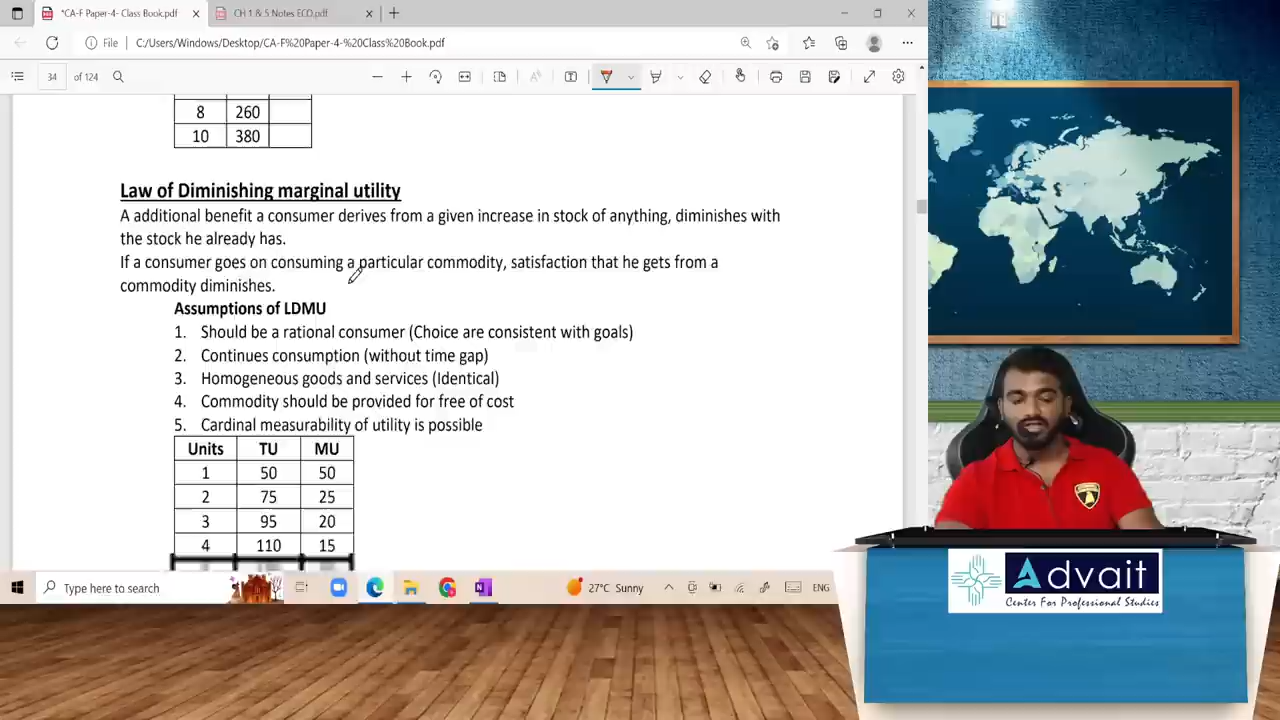 *CA-F Paper-4- Class Book.pdf
CH 1 & 5 Notes ECO.pdf
File
C:/Users/Windows/Desktop/CA-F%20Paper-4-%20Class%20Book.pdf
34 of 124
8 260
10 380
Law of Diminishing marginal utility
A additional benefit a consumer derives from a given increase in stock of anything, diminishes with
the stock he already has.
If a consumer goes on consuming a particular commodity, satisfaction that he gets from a
commodity diminishes.
Assumptions of LDMU
1. Should be a rational consumer (Choice are consistent with goals)
2. Continues consumption (without time gap)
3. Homogeneous goods and services (Identical)
4. Commodity should be provided for free of cost
5. Cardinal measurability of utility is possible
Units TU MU
1 50 50
2 75 25
3 95 20
4 110 15
Type here to search
27°C Sunny
ENG
Advait
Center For Professional Studies